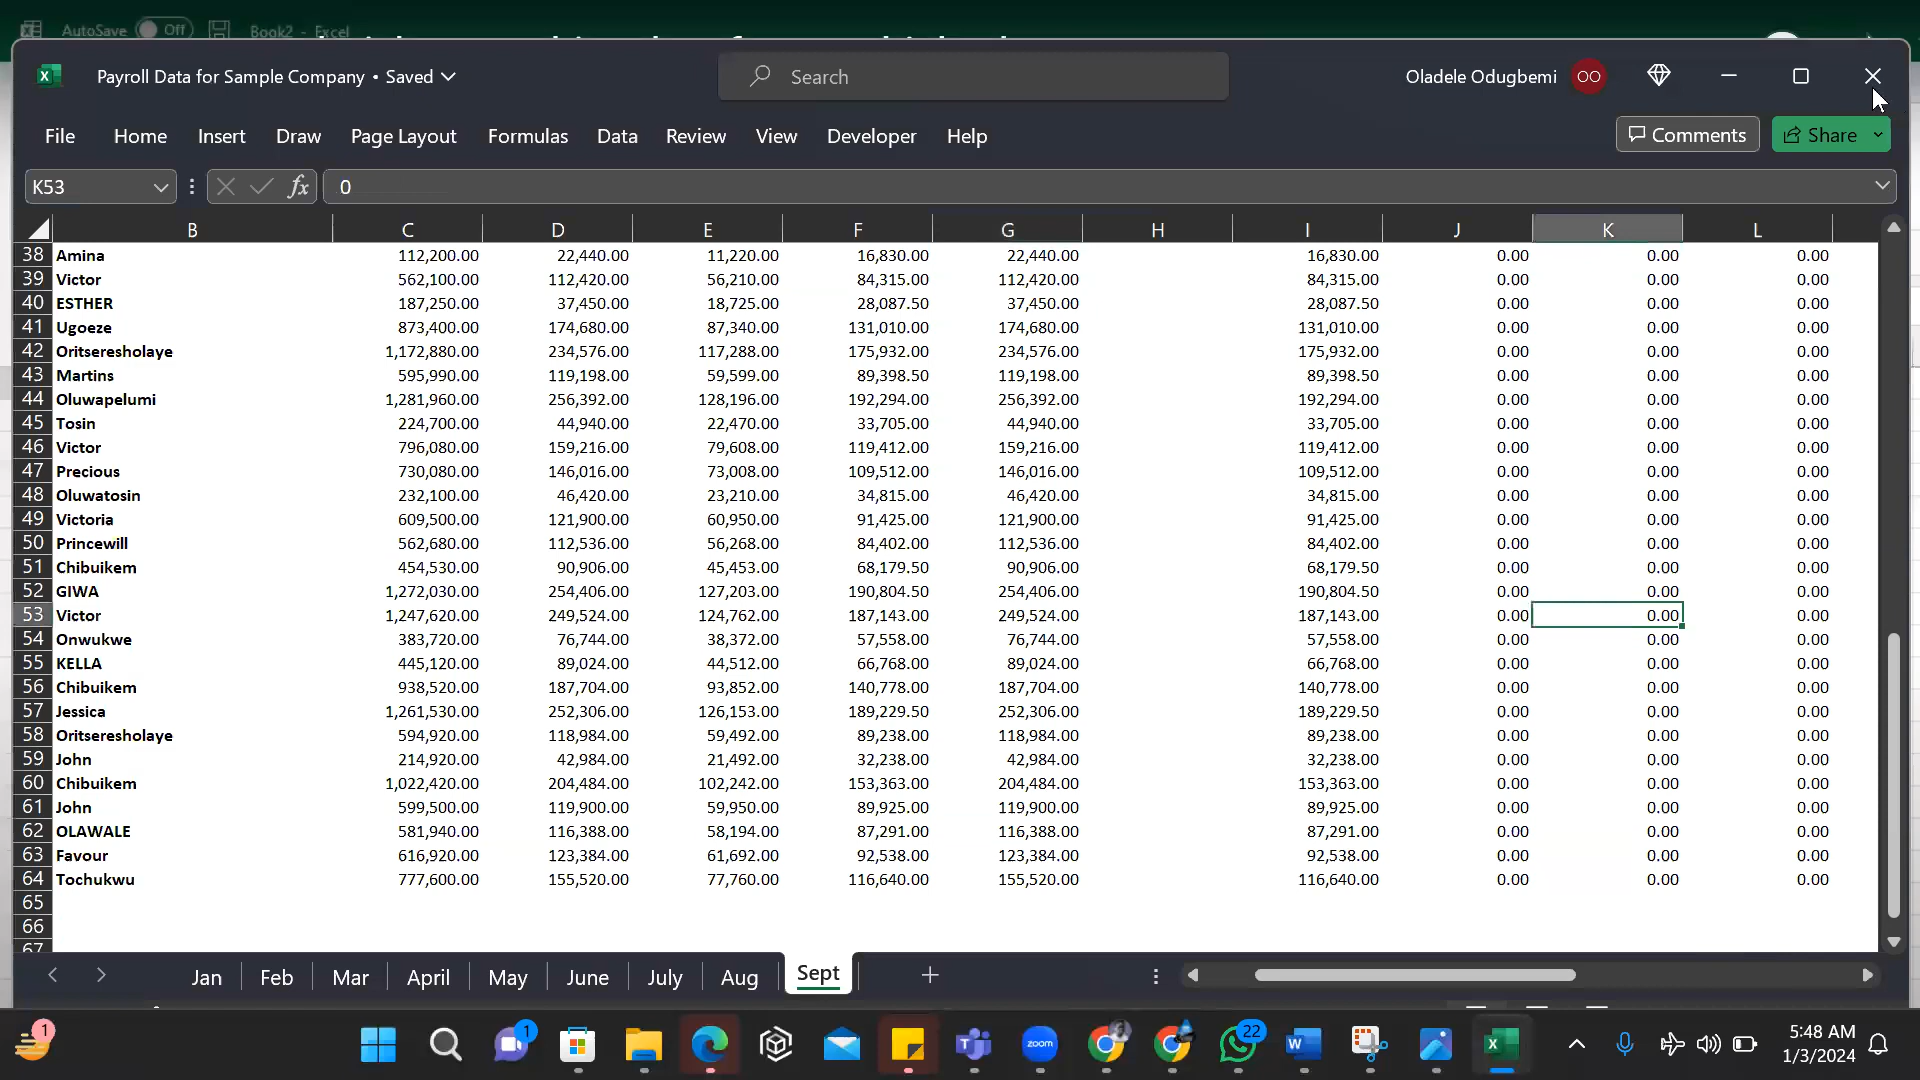 AutoSave Off Book2 - Excel
Payroll Data for Sample Company • Saved
Search
Oladele Odugbemi OO
File Home Insert Draw Page Layout Formulas Data Review View Developer Help
Comments Share
K53 fx 0
B C D E F G H I J K L
38 Amina 112,200.00 22,440.00 11,220.00 16,830.00 22,440.00 16,830.00 0.00 0.00 0.00
39 Victor 562,100.00 112,420.00 56,210.00 84,315.00 112,420.00 84,315.00 0.00 0.00 0.00
40 ESTHER 187,250.00 37,450.00 18,725.00 28,087.50 37,450.00 28,087.50 0.00 0.00 0.00
41 Ugoeze 873,400.00 174,680.00 87,340.00 131,010.00 174,680.00 131,010.00 0.00 0.00 0.00
42 Oritseresholaye 1,172,880.00 234,576.00 117,288.00 175,932.00 234,576.00 175,932.00 0.00 0.00 0.00
43 Martins 595,990.00 119,198.00 59,599.00 89,398.50 119,198.00 89,398.50 0.00 0.00 0.00
44 Oluwapelumi 1,281,960.00 256,392.00 128,196.00 192,294.00 256,392.00 192,294.00 0.00 0.00 0.00
45 Tosin 224,700.00 44,940.00 22,470.00 33,705.00 44,940.00 33,705.00 0.00 0.00 0.00
46 Victor 796,080.00 159,216.00 79,608.00 119,412.00 159,216.00 119,412.00 0.00 0.00 0.00
47 Precious 730,080.00 146,016.00 73,008.00 109,512.00 146,016.00 109,512.00 0.00 0.00 0.00
48 Oluwatosin 232,100.00 46,420.00 23,210.00 34,815.00 46,420.00 34,815.00 0.00 0.00 0.00
49 Victoria 609,500.00 121,900.00 60,950.00 91,425.00 121,900.00 91,425.00 0.00 0.00 0.00
50 Princewill 562,680.00 112,536.00 56,268.00 84,402.00 112,536.00 84,402.00 0.00 0.00 0.00
51 Chibuikem 454,530.00 90,906.00 45,453.00 68,179.50 90,906.00 68,179.50 0.00 0.00 0.00
52 GIWA 1,272,030.00 254,406.00 127,203.00 190,804.50 254,406.00 190,804.50 0.00 0.00 0.00
53 Victor 1,247,620.00 249,524.00 124,762.00 187,143.00 249,524.00 187,143.00 0.00 0.00 0.00
54 Onwukwe 383,720.00 76,744.00 38,372.00 57,558.00 76,744.00 57,558.00 0.00 0.00 0.00
55 KELLA 445,120.00 89,024.00 44,512.00 66,768.00 89,024.00 66,768.00 0.00 0.00 0.00
56 Chibuikem 938,520.00 187,704.00 93,852.00 140,778.00 187,704.00 140,778.00 0.00 0.00 0.00
57 Jessica 1,261,530.00 252,306.00 126,153.00 189,229.50 252,306.00 189,229.50 0.00 0.00 0.00
58 Oritseresholaye 594,920.00 118,984.00 59,492.00 89,238.00 118,984.00 89,238.00 0.00 0.00 0.00
59 John 214,920.00 42,984.00 21,492.00 32,238.00 42,984.00 32,238.00 0.00 0.00 0.00
60 Chibuikem 1,022,420.00 204,484.00 102,242.00 153,363.00 204,484.00 153,363.00 0.00 0.00 0.00
61 John 599,500.00 119,900.00 59,950.00 89,925.00 119,900.00 89,925.00 0.00 0.00 0.00
62 OLAWALE 581,940.00 116,388.00 58,194.00 87,291.00 116,388.00 87,291.00 0.00 0.00 0.00
63 Favour 616,920.00 123,384.00 61,692.00 92,538.00 123,384.00 92,538.00 0.00 0.00 0.00
64 Tochukwu 777,600.00 155,520.00 77,760.00 116,640.00 155,520.00 116,640.00 0.00 0.00 0.00
65
66
67
Jan Feb Mar April May June July Aug Sept
1 1 zoom 22 5:48 AM
1/3/2024